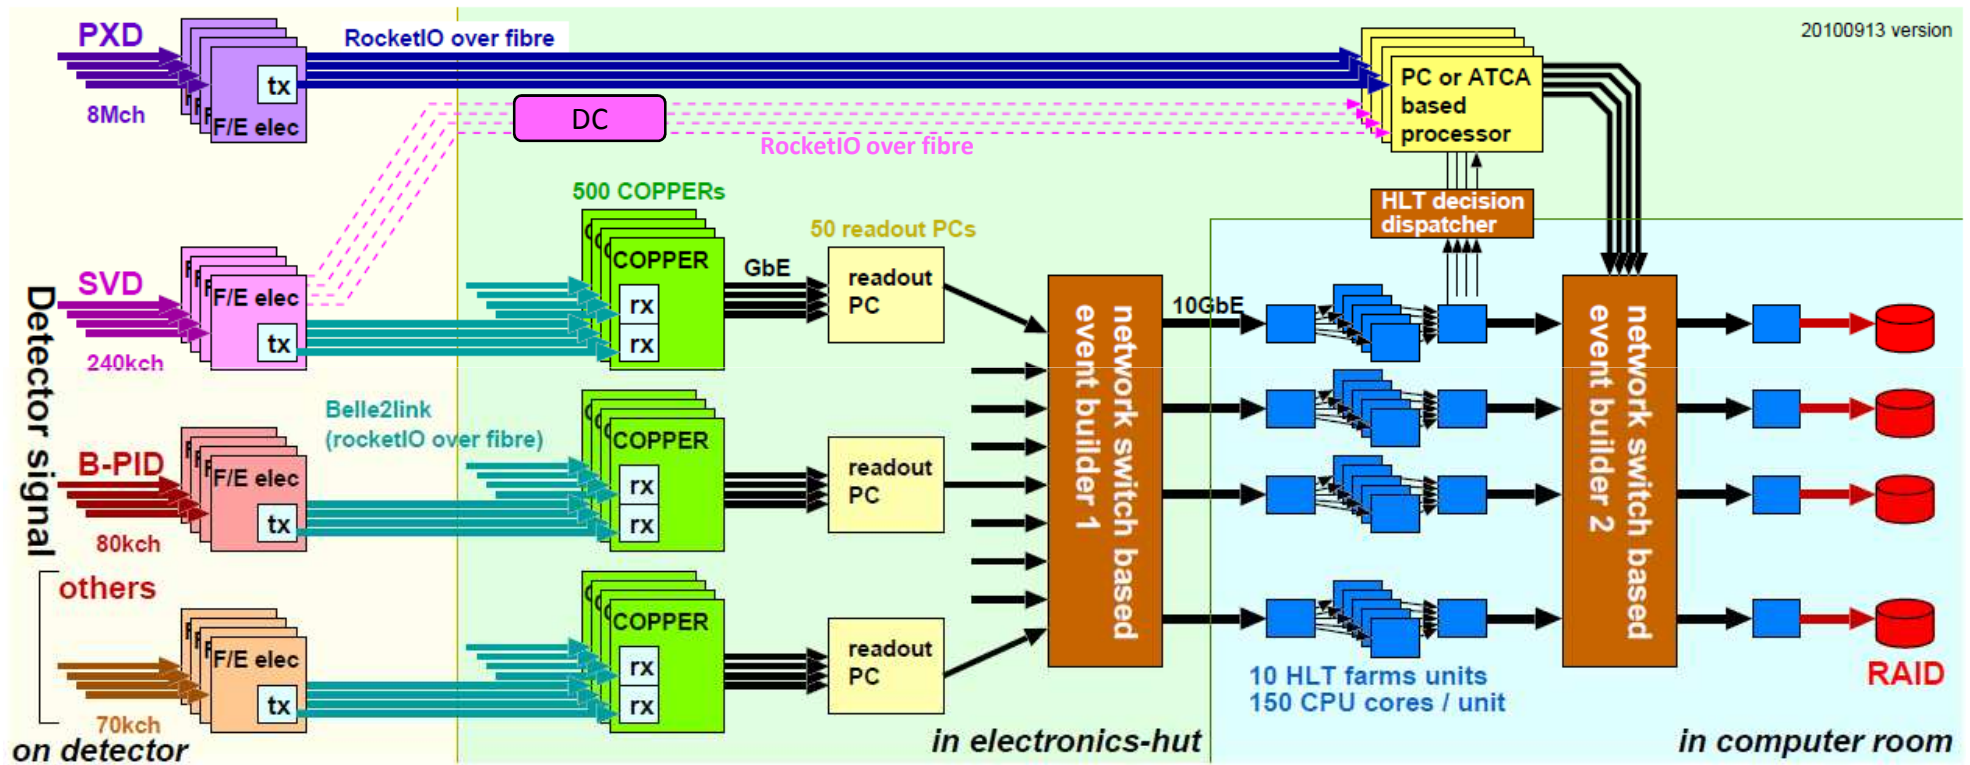 PXD
8Mch
tx
F/E elec
RocketIO over fibre
DC
RocketIO over fibre
PC or ATCA
based
processor
20100913 version
HLT decision
dispatcher
Detector signal
SVD
240kch
F/E elec
tx
500 COPPERs
COPPER
rx
rx
GbE
50 readout PCs
readout
PC
network switch based
event builder 1
10GbE
network switch based
event builder 2
Belle2link
(rocketIO over fibre)
B-PID
80kch
F/E elec
tx
COPPER
rx
rx
readout
PC
others
70kch
F/E elec
tx
COPPER
rx
rx
readout
PC
10 HLT farms units
150 CPU cores / unit
RAID
on detector
in electronics-hut
in computer room